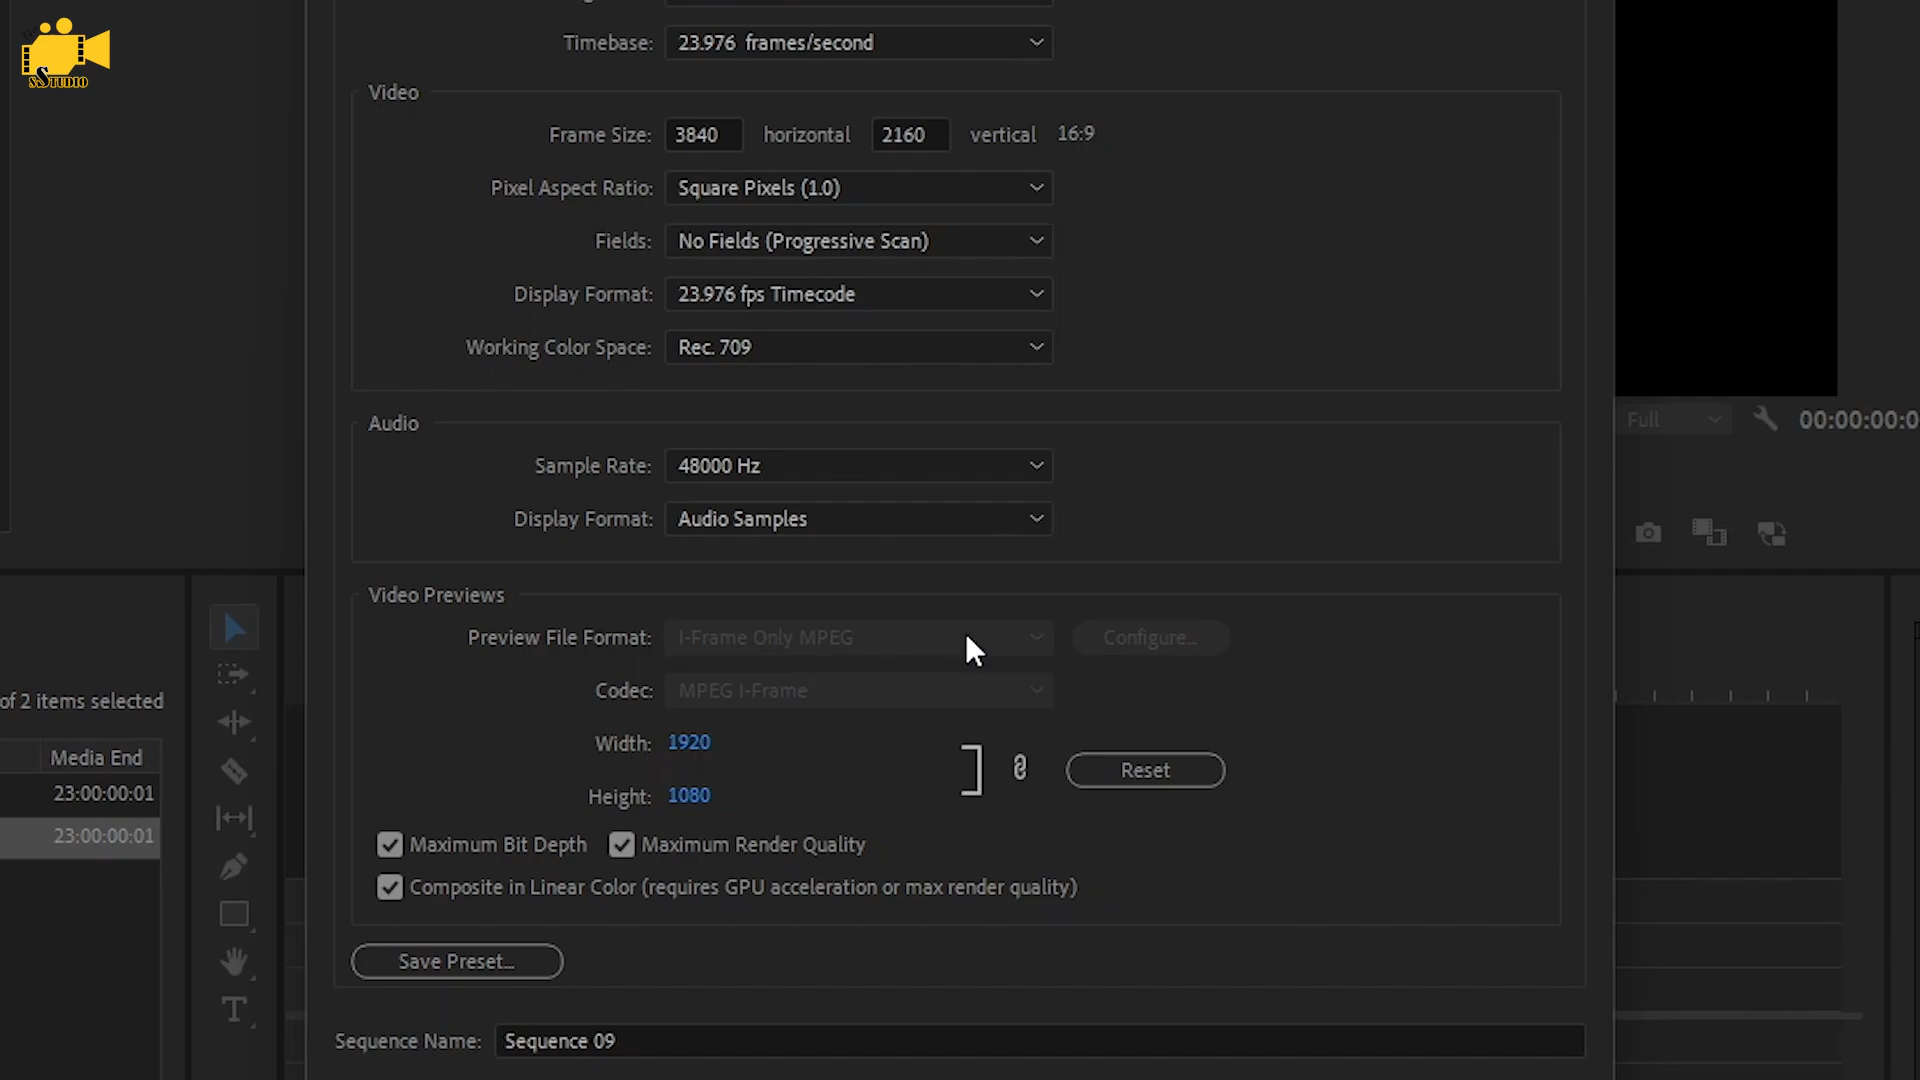 SSTUDIO
Timebase: 23.976 frames/second
Video
Frame Size: 3840 horizontal 2160 vertical 16:9
Pixel Aspect Ratio: Square Pixels (1.0)
Fields: No Fields (Progressive Scan)
Display Format: 23.976 fps Timecode
Working Color Space: Rec. 709
Full 00:00:00:0
Audio
Sample Rate: 48000 Hz
Display Format: Audio Samples
Video Previews
Preview File Format: I-Frame Only MPEG Configure...
Codec: MPEG I-Frame
of 2 items selected
Width: 1920
Media End
Reset
23:00:00:01
Height: 1080
23:00:00:01
Maximum Bit Depth Maximum Render Quality
Composite in Linear Color (requires GPU acceleration or max render quality)
Save Preset...
T
Sequence Name: Sequence 09